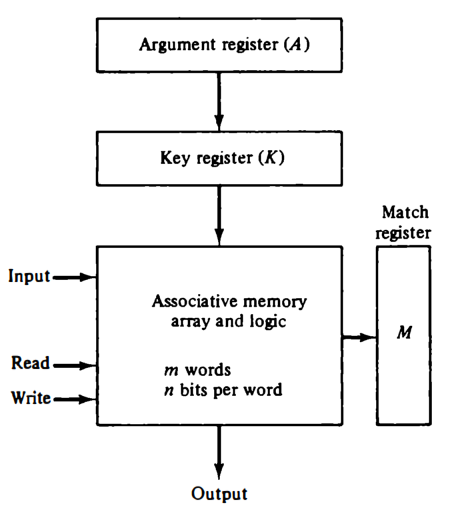 Argument register (A)
Key register (K)
Match
register
Input
Associative memory
array and logic
M
Read
m words
n bits per word
Write
Output